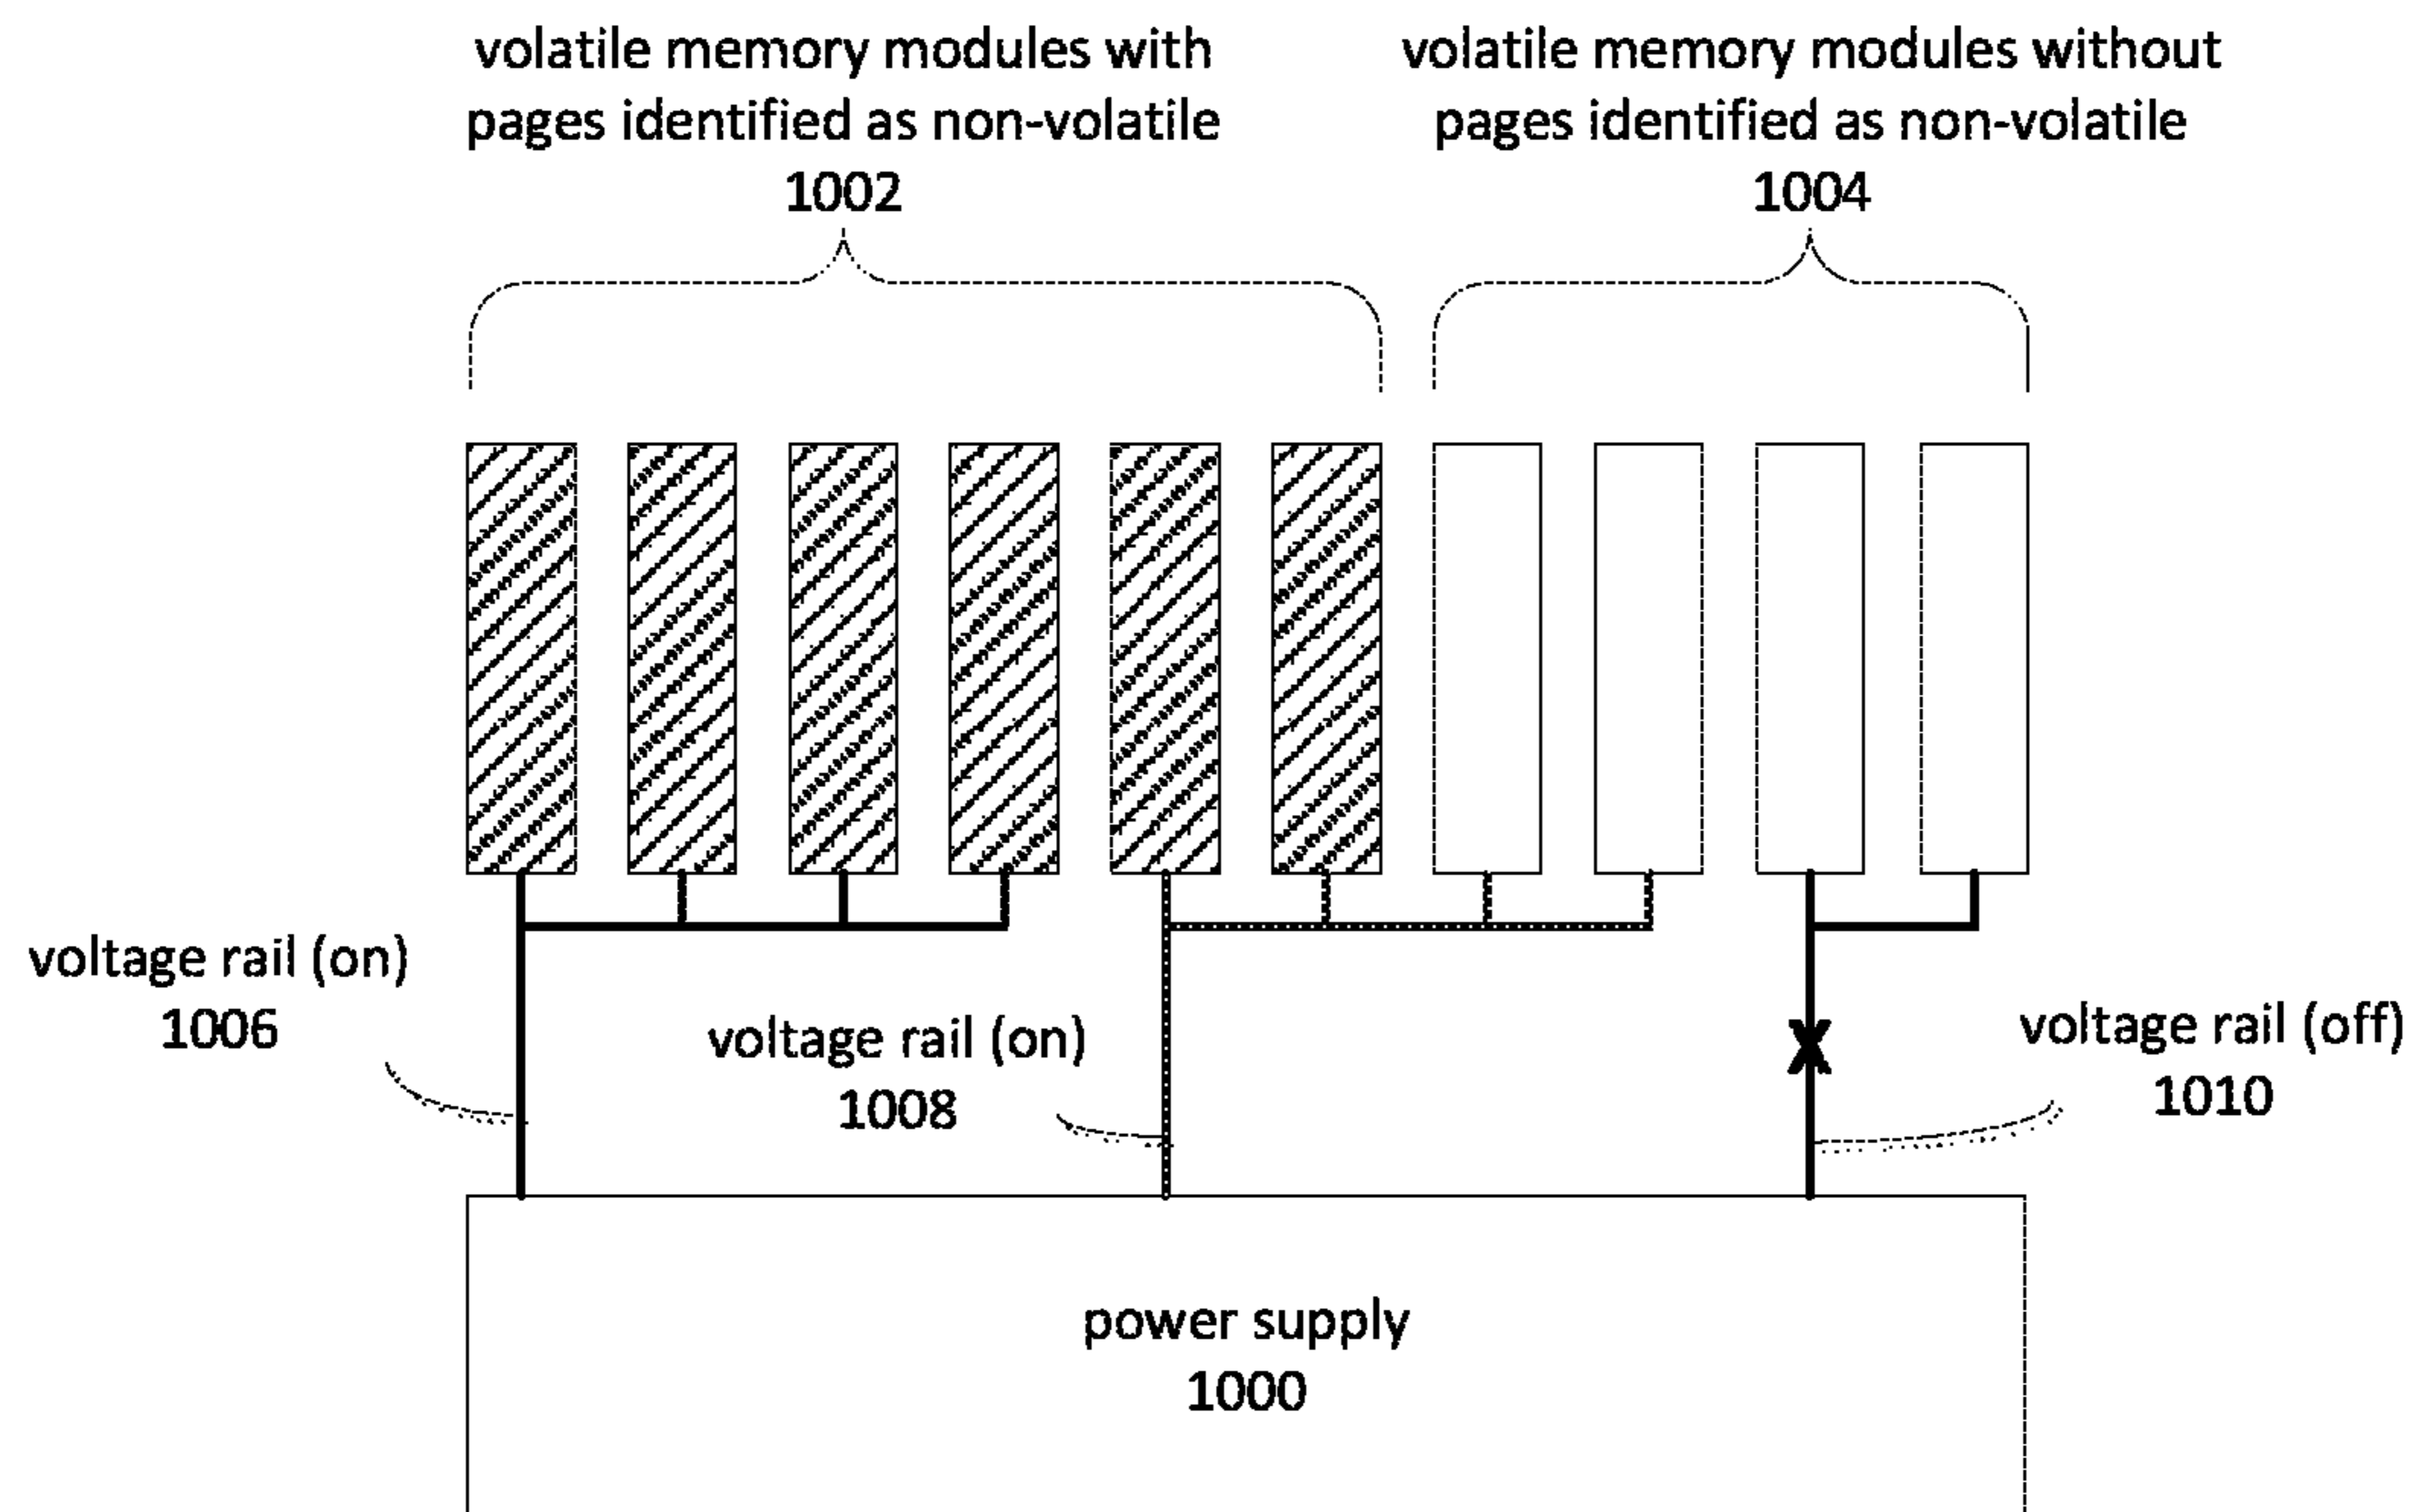 volatile memory modules with
pages identified as non-volatile
1002
volatile memory modules without
pages identified as non-volatile
1004
voltage rail (on)
1006
voltage rail (on)
1008
voltage rail (off)
1010
power supply
1000